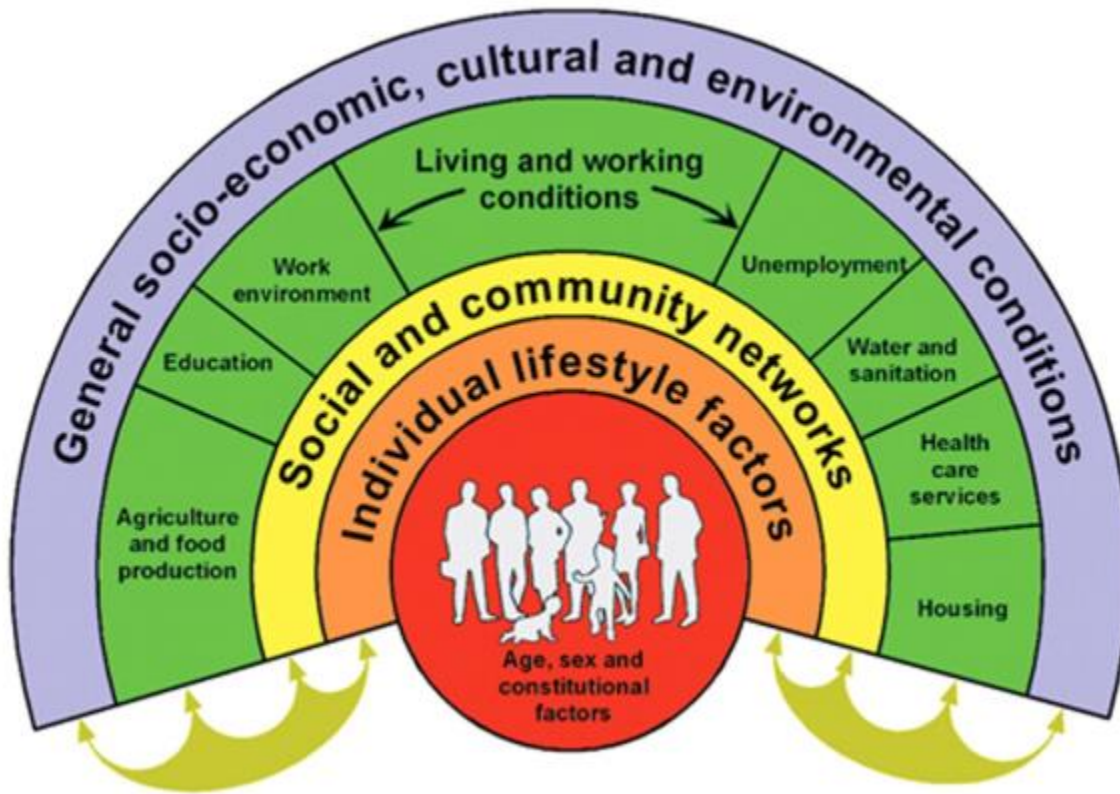 General socio-economic, cultural and environmental conditions
Living and working
conditions
Work
environment
Education
Agriculture
and food
production
Unemployment
Water and
sanitation
Health
care
services
Housing
Social and community networks
Individual lifestyle factors
Age, sex and
constitutional
factors